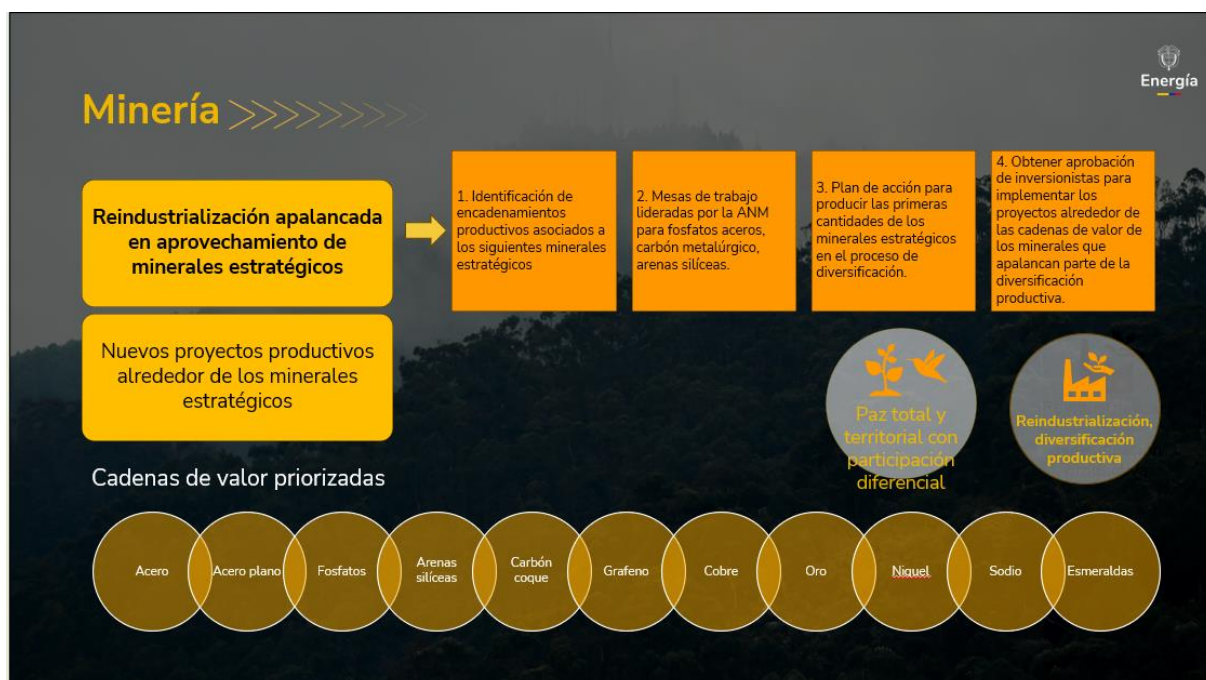 Energía
Minería
Reindustrialización apalancada
en aprovechamiento de
minerales estratégicos
1. Identificación de
encadenamientos
productivos asociados a
los siguientes minerales
estratégicos
2. Mesas de trabajo
lideradas por la ANM
para fosfatos aceros,
carbón metalúrgico,
arenas silíceas.
3. Plan de acción para
producir las primeras
cantidades de los
minerales estratégicos
en el proceso de
diversificación.
4. Obtener aprobación
de inversionistas para
implementar los
proyectos alrededor de
las cadenas de valor de
los minerales que
apalancan parte de la
diversificación
productiva.
Nuevos proyectos productivos
alrededor de los minerales
estratégicos
Paz total y
territorial con
participación
diferencial
Reindustrialización,
diversificación
productiva
Cadenas de valor priorizadas
Acero
Acero plano
Fosfatos
Arenas
silíceas
Carbón
coque
Grafeno
Cobre
Oro
Niquel
Sodio
Esmeraldas